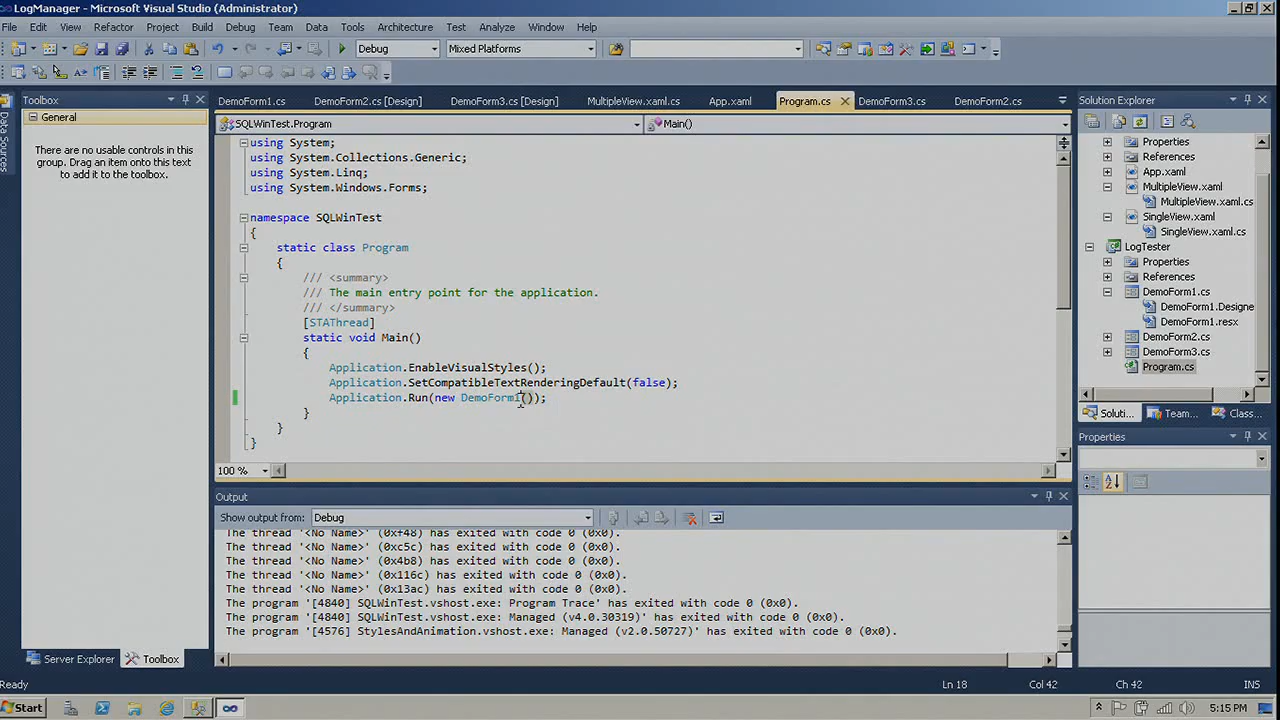 LogManager - Microsoft Visual Studio (Administrator)
File Edit View Refactor Project Build Debug Team Data Tools Architecture Test Analyze Window Help
Debug Mixed Platforms
Toolbox
General
There are no usable controls in this
group. Drag an item onto this text
to add it to the toolbox.
Data Sources
DemoForm1.cs DemoForm2.cs [Design] DemoForm3.cs [Design] MultipleView.xaml.cs App.xaml Program.cs DemoForm3.cs DemoForm2.cs
SQLWinTest.Program Main()
using System;
using System.Collections.Generic;
using System.Linq;
using System.Windows.Forms;
namespace SQLWinTest
{
static class Program
{
/// <summary>
/// The main entry point for the application.
/// </summary>
[STAThread]
static void Main()
{
Application.EnableVisualStyles();
Application.SetCompatibleTextRenderingDefault(false);
Application.Run(new DemoForm1());
}
}
}
100 %
Solution Explorer
Properties
References
App.xaml
MultipleView.xaml
MultipleView.xaml.cs
SingleView.xaml
SingleView.xaml.cs
LogTester
Properties
References
DemoForm1.cs
DemoForm1.Designe
DemoForm1.resx
DemoForm2.cs
DemoForm3.cs
Program.cs
Soluti... Team... Class...
Properties
Output
Show output from: Debug
The thread '<No Name>' (0xf48) has exited with code 0 (0x0).
The thread '<No Name>' (0xc5c) has exited with code 0 (0x0).
The thread '<No Name>' (0x4b8) has exited with code 0 (0x0).
The thread '<No Name>' (0x116c) has exited with code 0 (0x0).
The thread '<No Name>' (0x13ac) has exited with code 0 (0x0).
The program '[4840] SQLWinTest.vshost.exe: Program Trace' has exited with code 0 (0x0).
The program '[4840] SQLWinTest.vshost.exe: Managed (v4.0.30319)' has exited with code 0 (0x0).
The program '[4576] StylesAndAnimation.vshost.exe: Managed (v2.0.50727)' has exited with code 0 (0x0).
Server Explorer Toolbox
Ready Ln 18 Col 42 Ch 42 INS
Start 5:15 PM